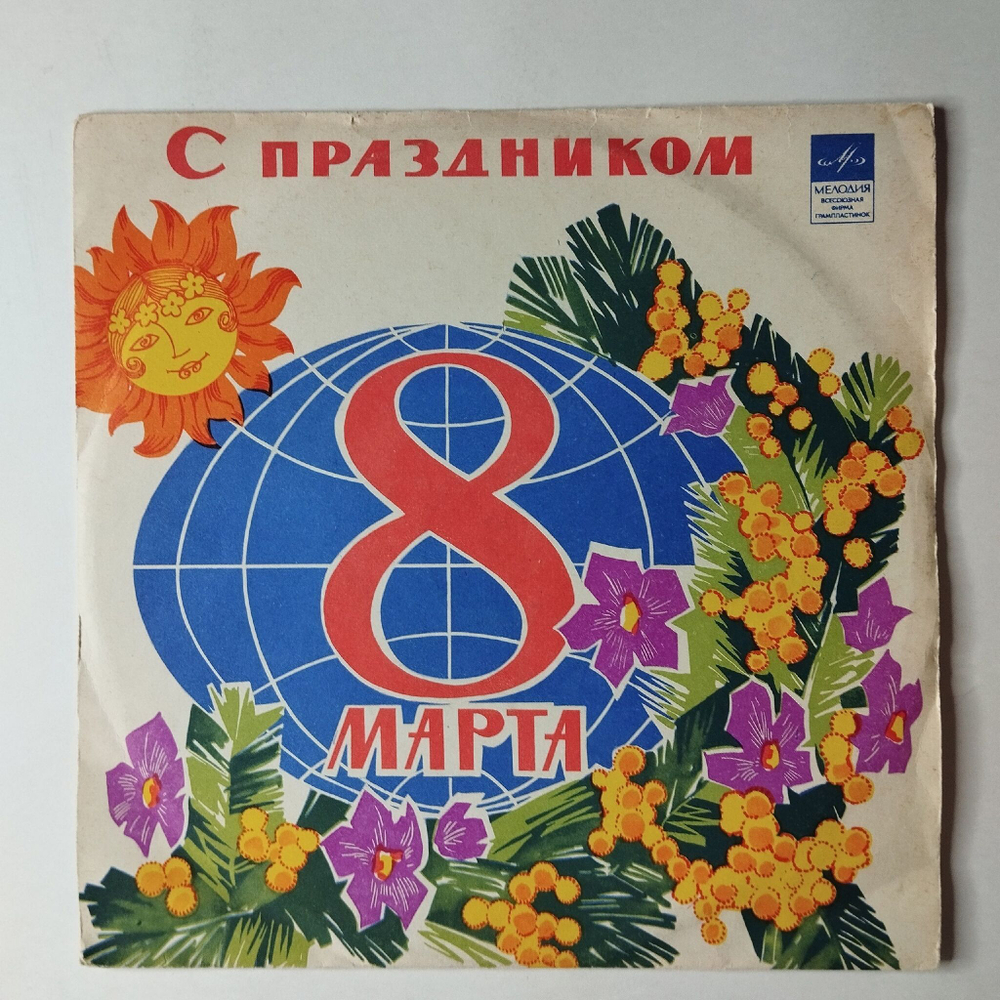 С ПРАЗДНИКОМ
МЕЛОДИЯ
ВСЕСОЮЗНАЯ
ФИРМА
ГРАМПЛАСТИНОК
8
МАРТА